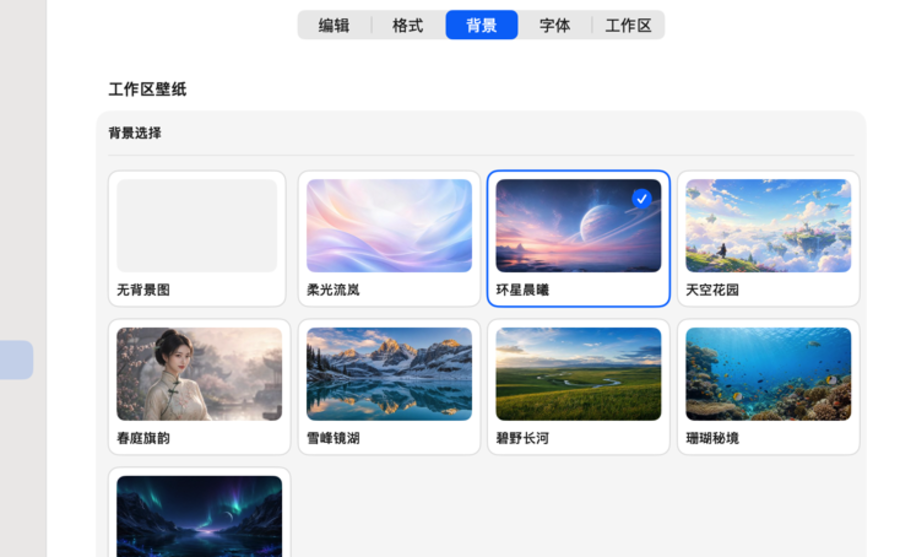 编辑 格式 背景 字体 工作区
工作区壁纸
背景选择
无背景图 柔光流岚 环星晨曦 天空花园
春庭旗韵 雪峰镜湖 碧野长河 珊瑚秘境